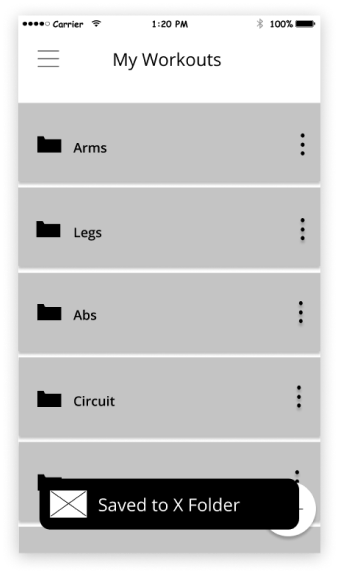 Carrier 1:20 PM 100%
My Workouts
Arms
Legs
Abs
Circuit
Saved to X Folder